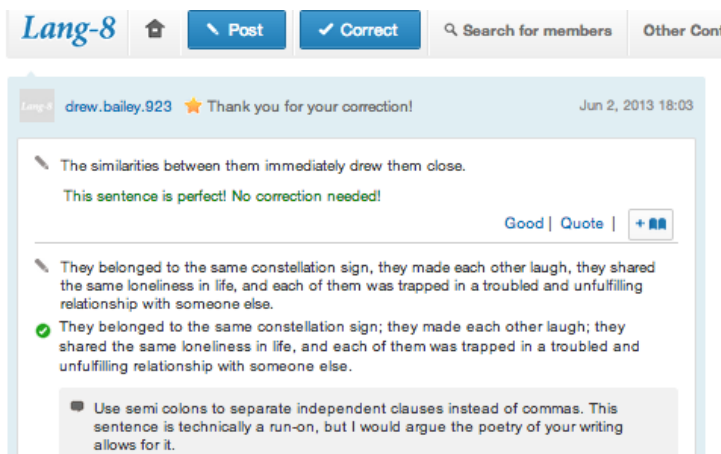 Lang-8 Post Correct Search for members Other Con
Lang-8 drew.bailey.923 Thank you for your correction! Jun 2, 2013 18:03
The similarities between them immediately drew them close.
This sentence is perfect! No correction needed!
Good | Quote | +
They belonged to the same constellation sign, they made each other laugh, they shared
the same loneliness in life, and each of them was trapped in a troubled and unfulfilling
relationship with someone else.
They belonged to the same constellation sign; they made each other laugh; they
shared the same loneliness in life, and each of them was trapped in a troubled and
unfulfilling relationship with someone else.
Use semi colons to separate independent clauses instead of commas. This
sentence is technically a run-on, but I would argue the poetry of your writing
allows for it.